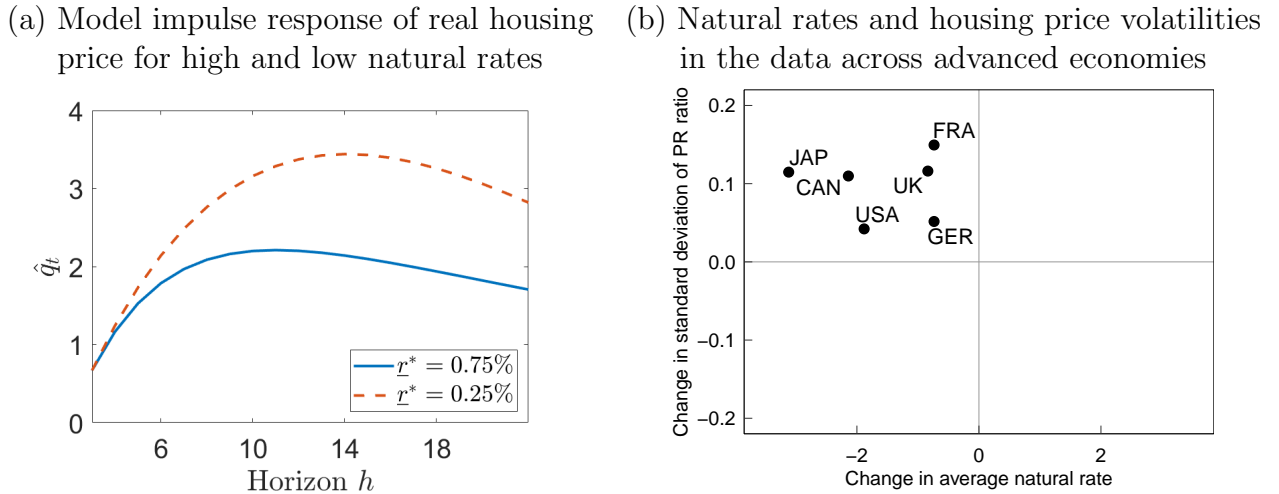 (a) Model impulse response of real housing
price for high and low natural rates
4
3
2
1
0
q̂ₜ
6
10
14
18
Horizon h
r̲* = 0.75%
r̲* = 0.25%
(b) Natural rates and housing price volatilities
in the data across advanced economies
Change in standard deviation of PR ratio
0.2
0.1
0.0
−0.1
−0.2
JAP
CAN
USA
UK
FRA
GER
−2
0
2
Change in average natural rate